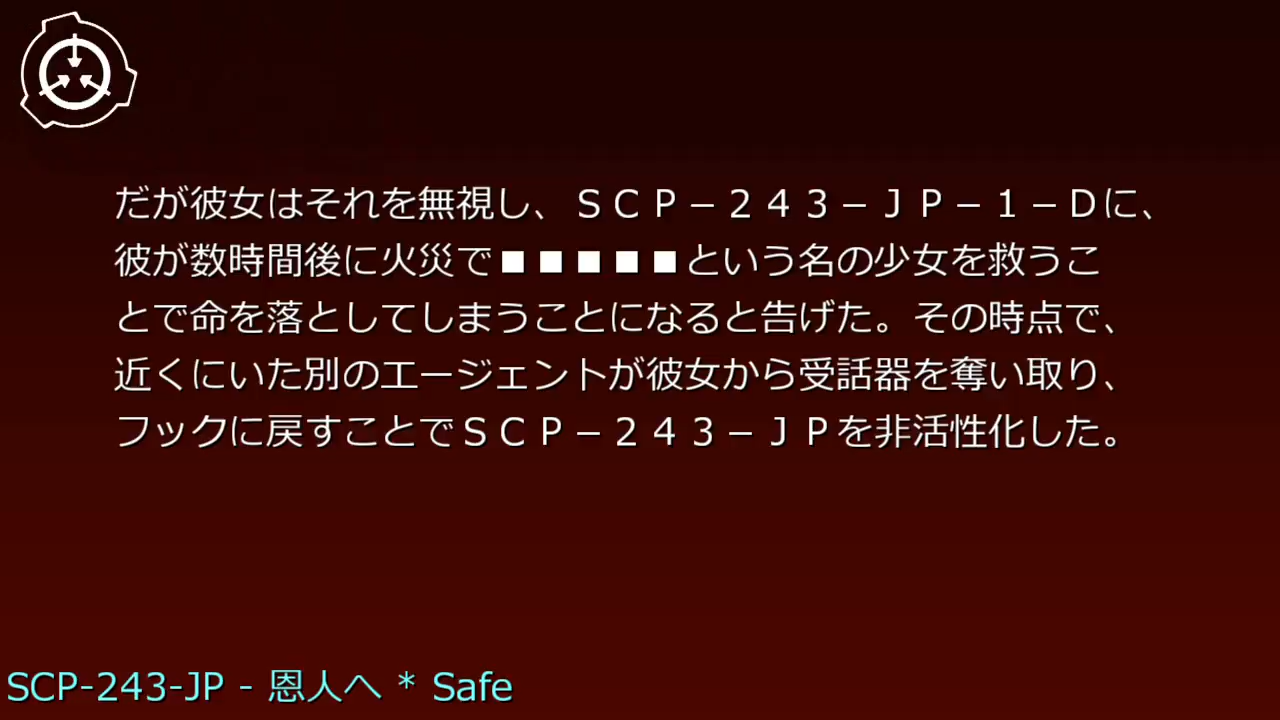 だが彼女はそれを無視し、ＳＣＰ－２４３－ＪＰ－１－Ｄに、
彼が数時間後に火災で■■■■■という名の少女を救うこ
とで命を落としてしまうことになると告げた。その時点で、
近くにいた別のエージェントが彼女から受話器を奪い取り、
フックに戻すことでＳＣＰ－２４３－ＪＰを非活性化した。
SCP-243-JP - 恩人へ * Safe